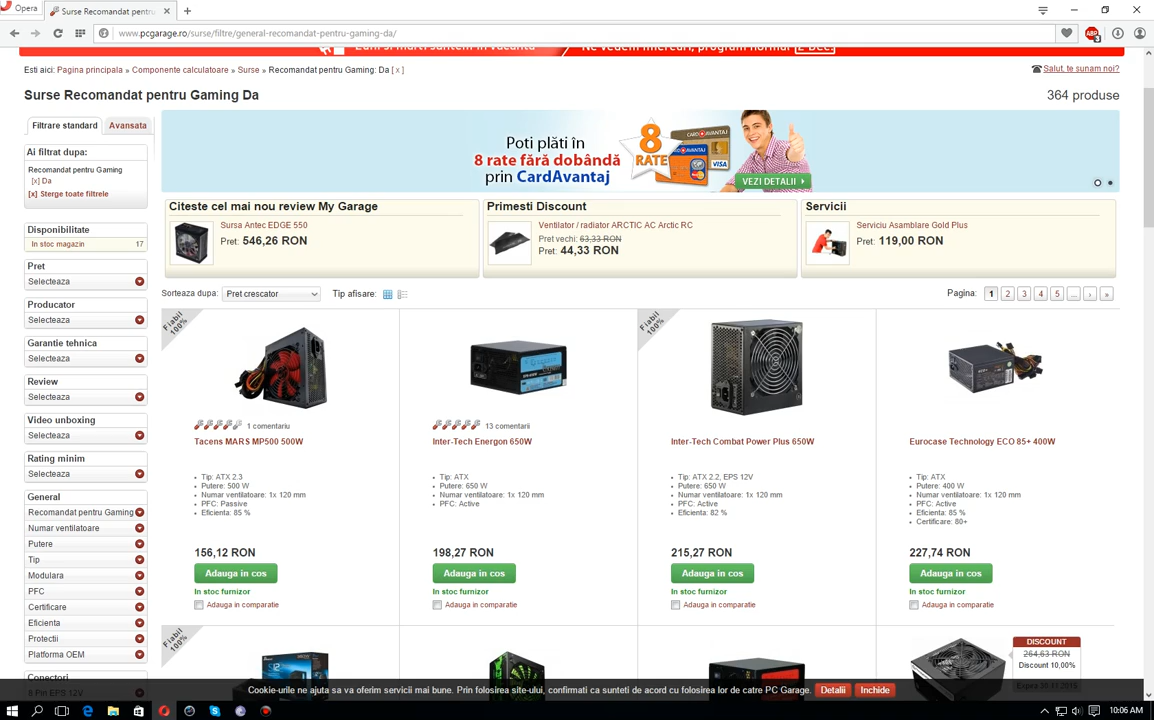 Opera
Surse Recomandat pentru
www.pcgarage.ro/surse/filtre/general-recomandat-pentru-gaming-da/
ABP
3
Esti aici: Pagina principala » Componente calculatoare » Surse » Recomandat pentru Gaming: Da [ x ]
Salut, te sunam noi?
Surse Recomandat pentru Gaming Da
364 produse
Filtrare standard
Avansata
Ai filtrat dupa:
Recomandat pentru Gaming
[x] Da
[x] Sterge toate filtrele
Disponibilitate
In stoc magazin 17
Pret
Selecteaza
Producator
Selecteaza
Garantie tehnica
Selecteaza
Review
Selecteaza
Video unboxing
Selecteaza
Rating minim
Selecteaza
General
Recomandat pentru Gaming
Numar ventilatoare
Putere
Tip
Modulara
PFC
Certificare
Eficienta
Protectii
Platforma OEM
Conectori
8 Pin EPS 12V
Poti plăti în
8 rate fără dobândă
prin CardAvantaj
8
RATE
CARD AVANTAJ
VISA
VEZI DETALII
Citeste cel mai nou review My Garage
Sursa Antec EDGE 550
Pret: 546,26 RON
Primesti Discount
Ventilator / radiator ARCTIC AC Arctic RC
Pret vechi: 63,33 RON
Pret: 44,33 RON
Servicii
Serviciu Asamblare Gold Plus
Pret: 119,00 RON
Sorteaza dupa: Pret crescator
Tip afisare:
Pagina: 1 2 3 4 5 ... › »
Fiabil
100%
1 comentariu
Tacens MARS MP500 500W
Tip: ATX 2.3
Putere: 500 W
Numar ventilatoare: 1x 120 mm
PFC: Passive
Eficienta: 85 %
156,12 RON
Adauga in cos
In stoc furnizor
Adauga in comparatie
13 comentarii
Inter-Tech Energon 650W
Tip: ATX
Putere: 650 W
Numar ventilatoare: 1x 120 mm
PFC: Active
198,27 RON
Adauga in cos
In stoc furnizor
Adauga in comparatie
Fiabil
100%
Inter-Tech Combat Power Plus 650W
Tip: ATX 2.2, EPS 12V
Putere: 650 W
Numar ventilatoare: 1x 120 mm
PFC: Active
Eficienta: 82 %
215,27 RON
Adauga in cos
In stoc furnizor
Adauga in comparatie
Eurocase Technology ECO 85+ 400W
Tip: ATX
Putere: 400 W
Numar ventilatoare: 1x 120 mm
PFC: Active
Eficienta: 85 %
Certificare: 80+
227,74 RON
Adauga in cos
In stoc furnizor
Adauga in comparatie
Fiabil
100%
DISCOUNT
264,63 RON
Discount 10,00%
Cookie-urile ne ajuta sa va oferim servicii mai bune. Prin folosirea site-ului, confirmati ca sunteti de acord cu folosirea lor de catre PC Garage. Detalii Inchide
10:06 AM